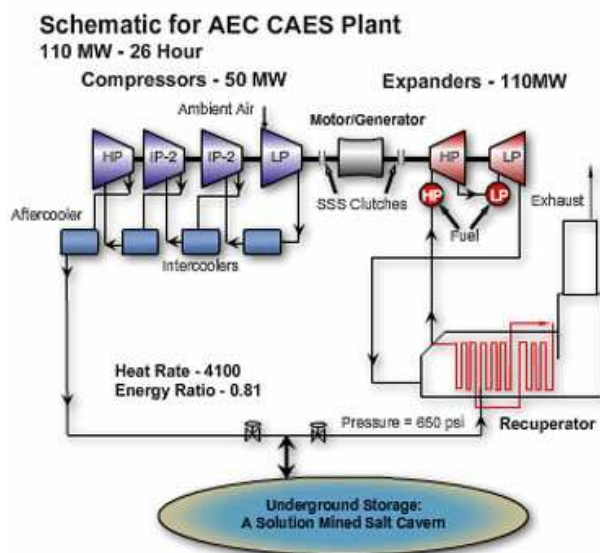 Schematic for AEC CAES Plant
110 MW - 26 Hour
Compressors - 50 MW
Expanders - 110MW
Ambient Air
Motor/Generator
HP
IP-2
IP-2
LP
HP
LP
SSS Clutches
HP
LP
Fuel
Exhaust
Aftercooler
Intercoolers
Heat Rate - 4100
Energy Ratio - 0.81
Pressure = 650 psi
Recuperator
Underground Storage:
A Solution Mined Salt Cavern